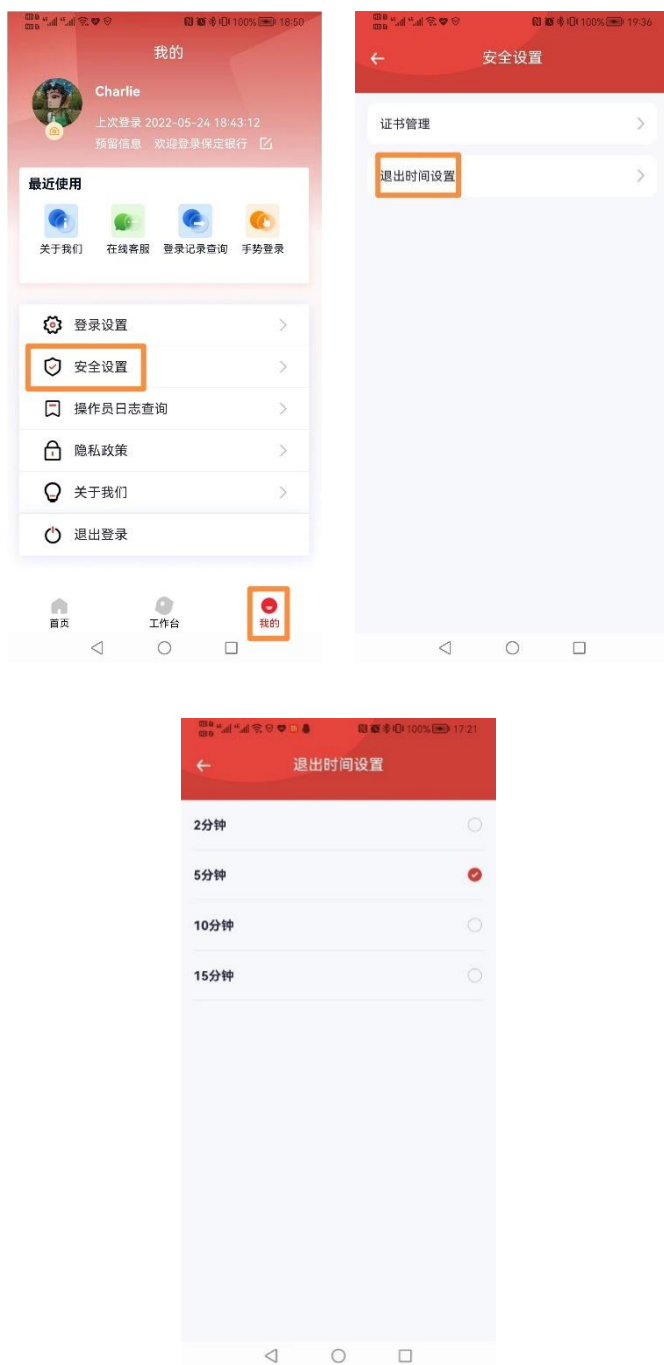 100% 18:50
我的
Charlie
上次登录 2022-05-24 18:43:12
预留信息 欢迎登录保定银行
最近使用
关于我们 在线客服 登录记录查询 手势登录
登录设置
安全设置
操作员日志查询
隐私政策
关于我们
退出登录
首页 工作台 我的
100% 19:36
安全设置
证书管理
退出时间设置
100% 17:21
退出时间设置
2分钟
5分钟
10分钟
15分钟